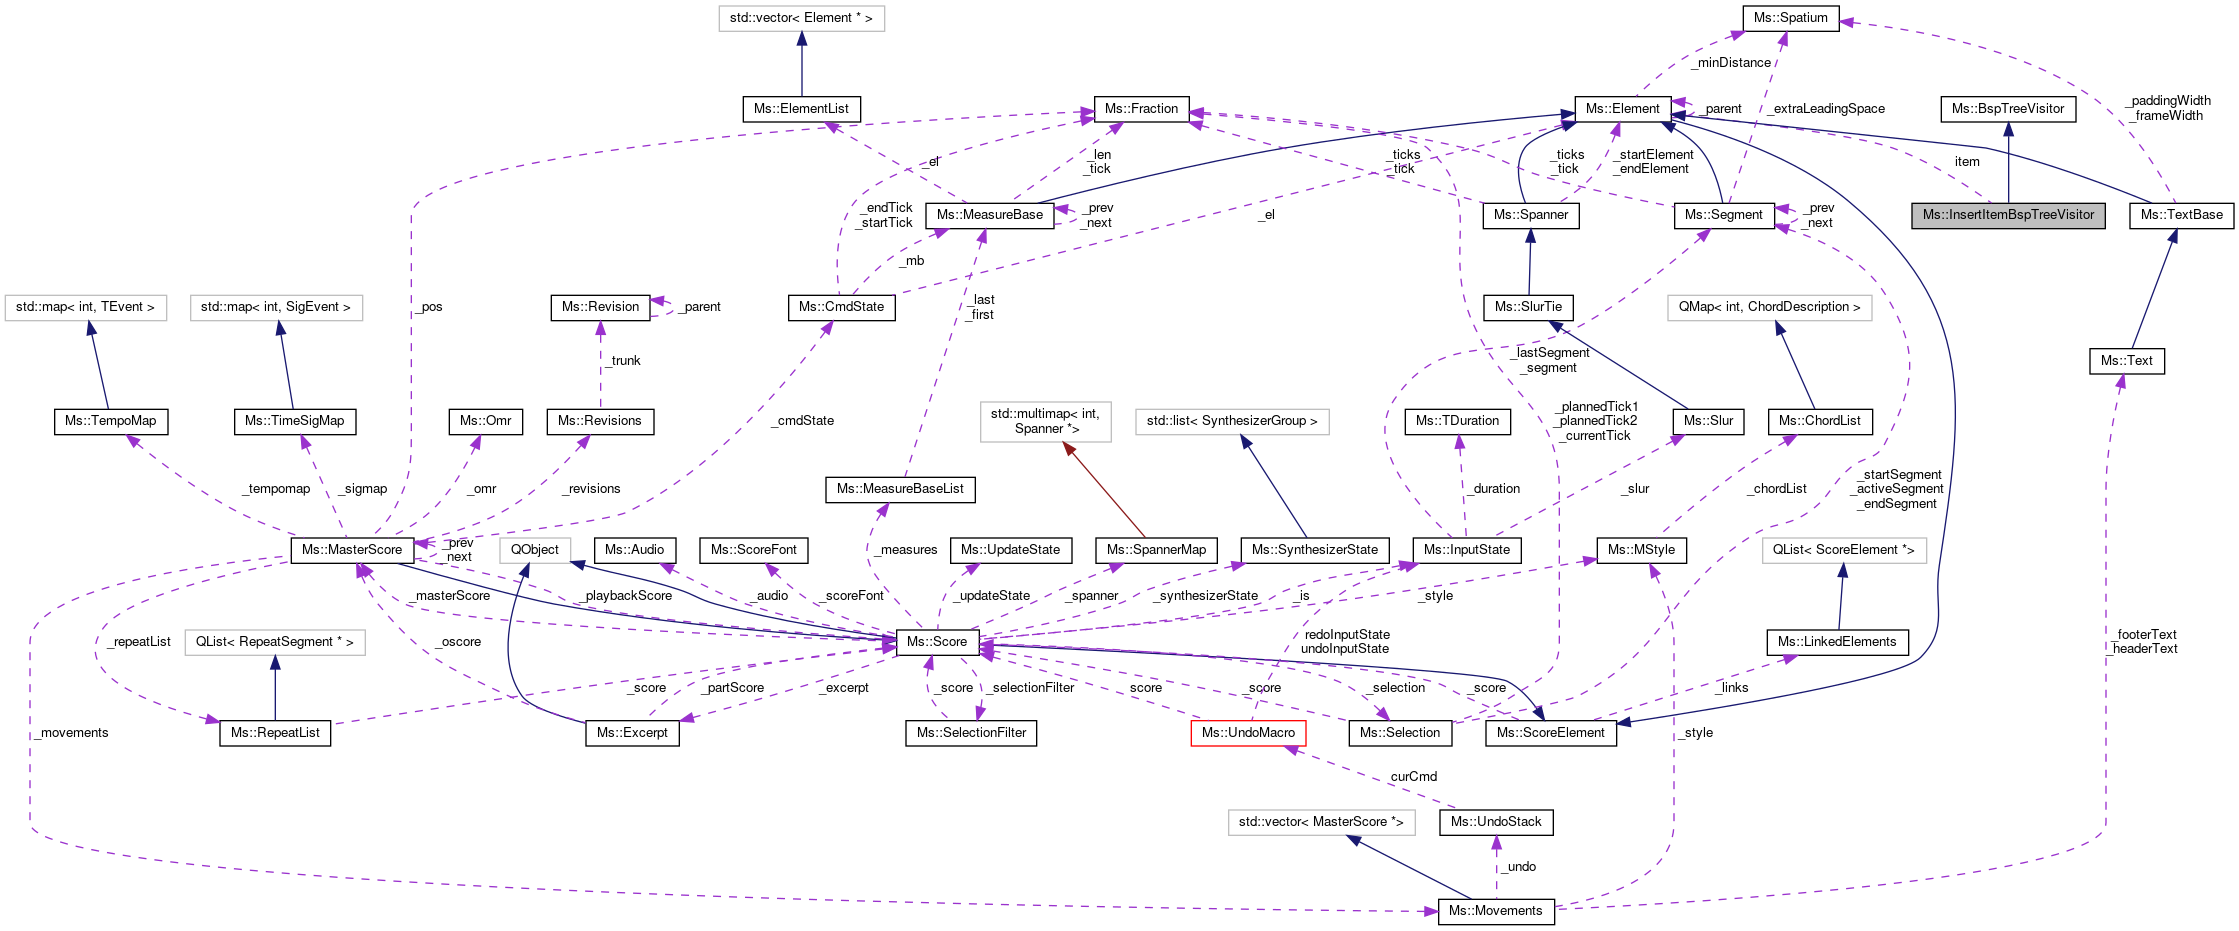 std::vector< Element * >
Ms::Spatium
_minDistance
Ms::ElementList
Ms::Fraction
Ms::Element
_parent
_extraLeadingSpace
Ms::BspTreeVisitor
_paddingWidth
_frameWidth
_el
_len
_tick
_ticks
_tick
_ticks
_tick
_startElement
_endElement
item
_endTick
_startTick
Ms::MeasureBase
_prev
_next
_el
Ms::Spanner
Ms::Segment
_prev
_next
Ms::InsertItemBspTreeVisitor
Ms::TextBase
_mb
std::map< int, TEvent >
std::map< int, SigEvent >
Ms::Revision
_parent
_pos
Ms::CmdState
_last
_first
Ms::SlurTie
QMap< int, ChordDescription >
_trunk
_lastSegment
_segment
Ms::Text
Ms::TempoMap
Ms::TimeSigMap
Ms::Omr
Ms::Revisions
_cmdState
std::multimap< int,
Spanner *>
std::list< SynthesizerGroup >
Ms::TDuration
_plannedTick1
_plannedTick2
_currentTick
Ms::Slur
Ms::ChordList
_tempomap
_sigmap
_omr
_revisions
Ms::MeasureBaseList
_duration
_slur
_chordList
_startSegment
_activeSegment
_endSegment
Ms::MasterScore
_prev
_next
QObject
Ms::Audio
Ms::ScoreFont
_measures
Ms::UpdateState
Ms::SpannerMap
Ms::SynthesizerState
Ms::InputState
Ms::MStyle
QList< ScoreElement *>
_masterScore
_playbackScore
_audio
_scoreFont
_updateState
_spanner
_synthesizerState
_is
_style
_repeatList
QList< RepeatSegment * >
_oscore
Ms::Score
redoInputState
undoInputState
Ms::LinkedElements
_footerText
_headerText
_score
_partScore
_excerpt
_score
_selectionFilter
score
_score
_selection
_score
_links
_movements
Ms::RepeatList
Ms::Excerpt
Ms::SelectionFilter
Ms::UndoMacro
Ms::Selection
Ms::ScoreElement
_style
curCmd
std::vector< MasterScore *>
Ms::UndoStack
_undo
Ms::Movements